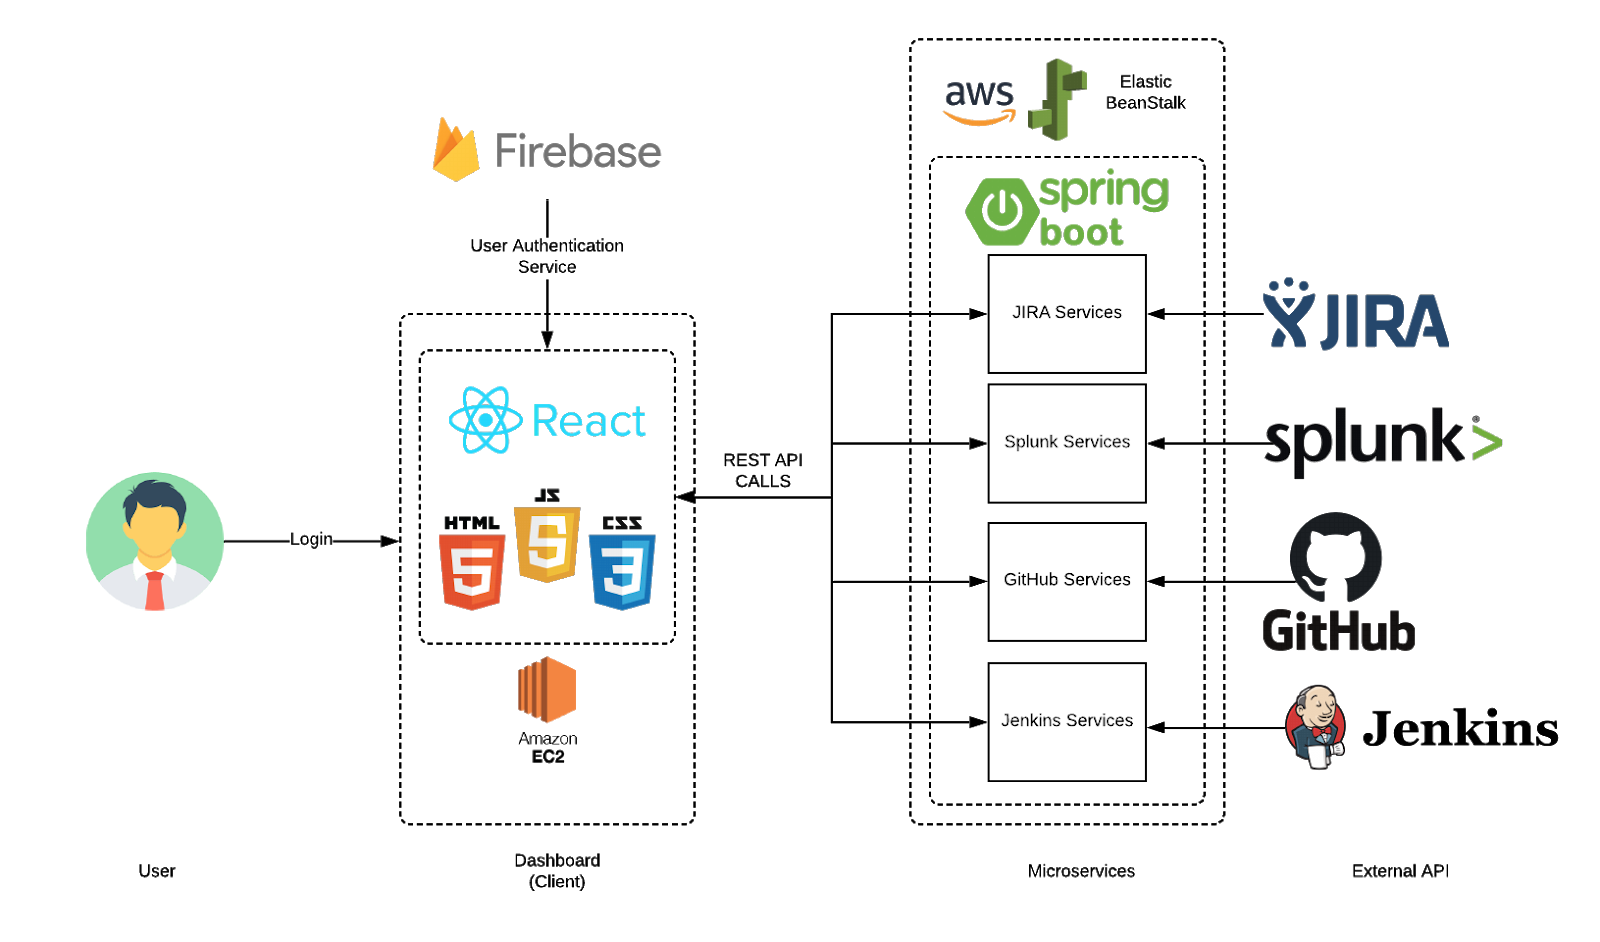 aws
Elastic
BeanStalk
Firebase
spring
boot
User Authentication
Service
JIRA Services
JIRA
React
REST API
CALLS
Splunk Services
splunk>
JS
HTML
CSS
5
5
3
Login
GitHub Services
GitHub
Amazon
EC2
Jenkins Services
Jenkins
User
Dashboard
(Client)
Microservices
External API